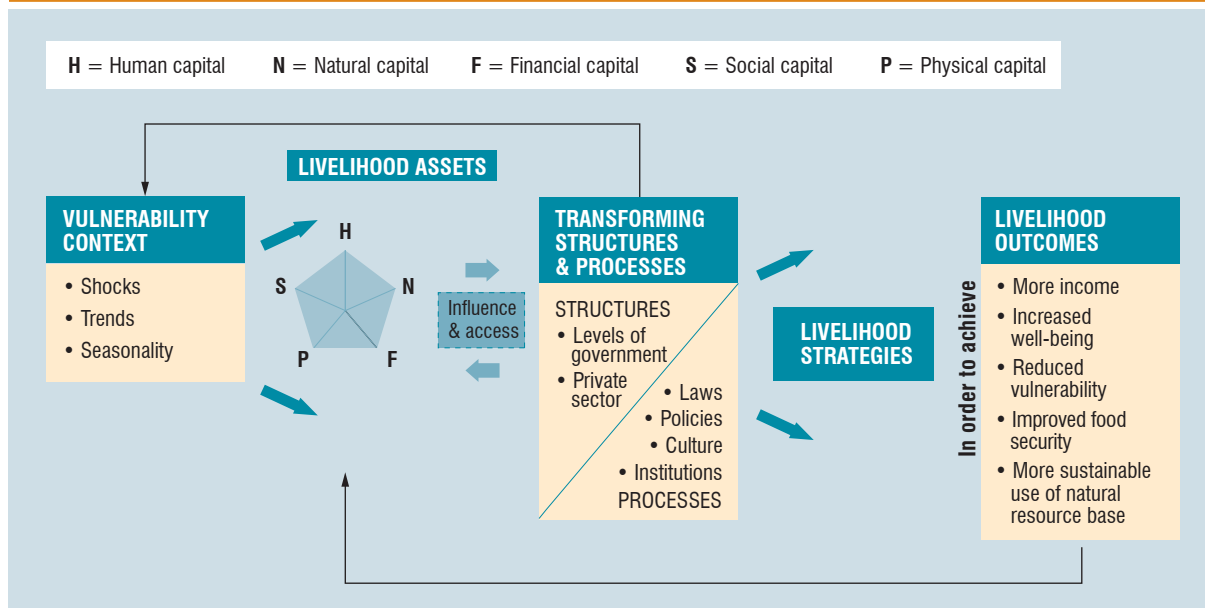 H = Human capital N = Natural capital F = Financial capital S = Social capital P = Physical capital
LIVELIHOOD ASSETS
VULNERABILITY
CONTEXT
• Shocks
• Trends
• Seasonality
H
S
N
P
F
Influence
& access
TRANSFORMING
STRUCTURES
& PROCESSES
STRUCTURES
• Levels of
government
• Private
sector
• Laws
• Policies
• Culture
• Institutions
PROCESSES
LIVELIHOOD
STRATEGIES
In order to achieve
LIVELIHOOD
OUTCOMES
• More income
• Increased
well-being
• Reduced
vulnerability
• Improved food
security
• More sustainable
use of natural
resource base